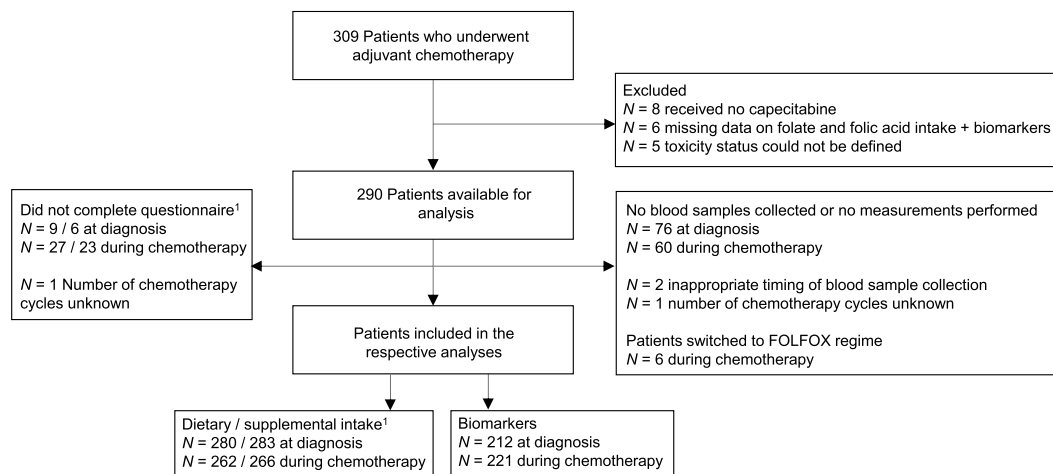 309 Patients who underwent
adjuvant chemotherapy
Excluded
N = 8 received no capecitabine
N = 6 missing data on folate and folic acid intake + biomarkers
N = 5 toxicity status could not be defined
290 Patients available for
analysis
Did not complete questionnaire¹
N = 9 / 6 at diagnosis
N = 27 / 23 during chemotherapy
N = 1 Number of chemotherapy
cycles unknown
No blood samples collected or no measurements performed
N = 76 at diagnosis
N = 60 during chemotherapy
N = 2 inappropriate timing of blood sample collection
N = 1 number of chemotherapy cycles unknown
Patients switched to FOLFOX regime
N = 6 during chemotherapy
Patients included in the
respective analyses
Dietary / supplemental intake¹
N = 280 / 283 at diagnosis
N = 262 / 266 during chemotherapy
Biomarkers
N = 212 at diagnosis
N = 221 during chemotherapy